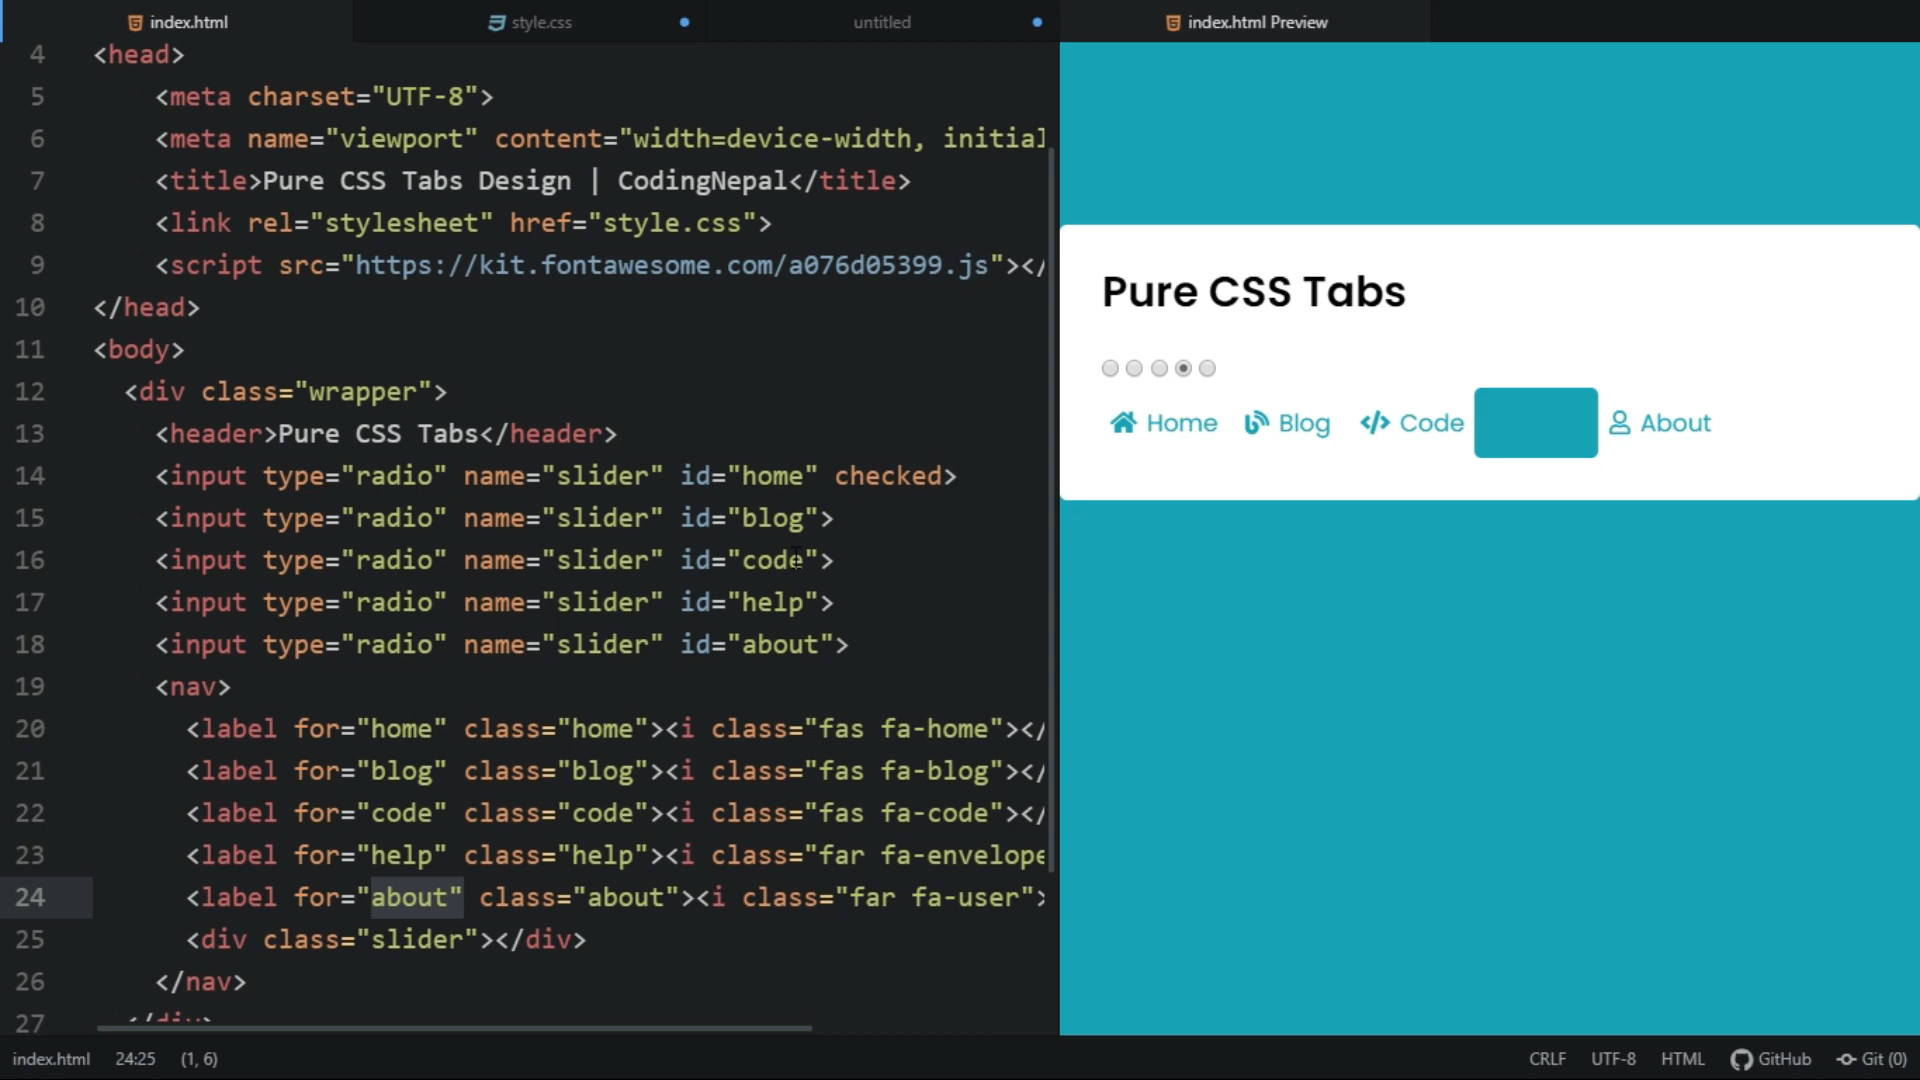 index.html
style.css
untitled
index.html Preview
4 <head>
5 <meta charset="UTF-8">
6 <meta name="viewport" content="width=device-width, initial
7 <title>Pure CSS Tabs Design | CodingNepal</title>
8 <link rel="stylesheet" href="style.css">
9 <script src="https://kit.fontawesome.com/a076d05399.js"></
10 </head>
11 <body>
12 <div class="wrapper">
13 <header>Pure CSS Tabs</header>
14 <input type="radio" name="slider" id="home" checked>
15 <input type="radio" name="slider" id="blog">
16 <input type="radio" name="slider" id="code">
17 <input type="radio" name="slider" id="help">
18 <input type="radio" name="slider" id="about">
19 <nav>
20 <label for="home" class="home"><i class="fas fa-home"></
21 <label for="blog" class="blog"><i class="fas fa-blog"></
22 <label for="code" class="code"><i class="fas fa-code"></
23 <label for="help" class="help"><i class="far fa-envelope
24 <label for="about" class="about"><i class="far fa-user">
25 <div class="slider"></div>
26 </nav>
27 </div>
Pure CSS Tabs
Home Blog Code About
index.html 24:25 (1, 6)
CRLF UTF-8 HTML GitHub Git (0)